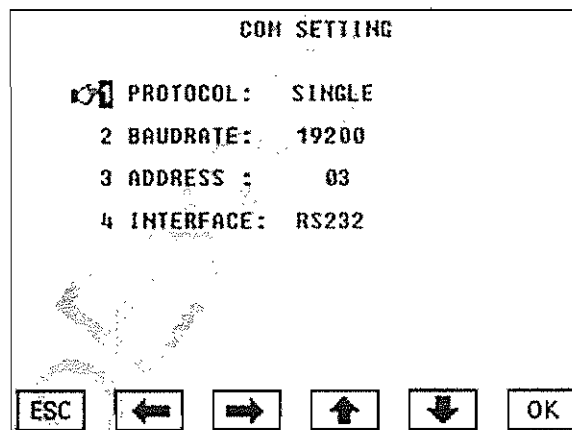 COM SETTING
1 PROTOCOL: SINGLE
2 BAUDRATE: 19200
3 ADDRESS : 03
4 INTERFACE: RS232
ESC ← → ↑ ↓ OK